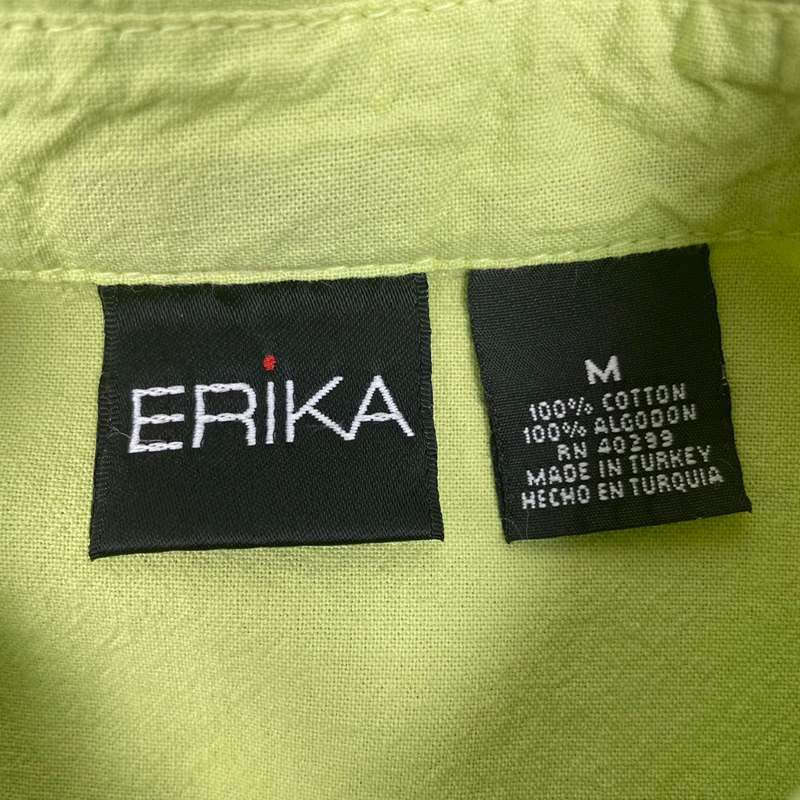 ERiKA
M
100% COTTON
100% ALGODON
RN 40299
MADE IN TURKEY
HECHO EN TURQUIA